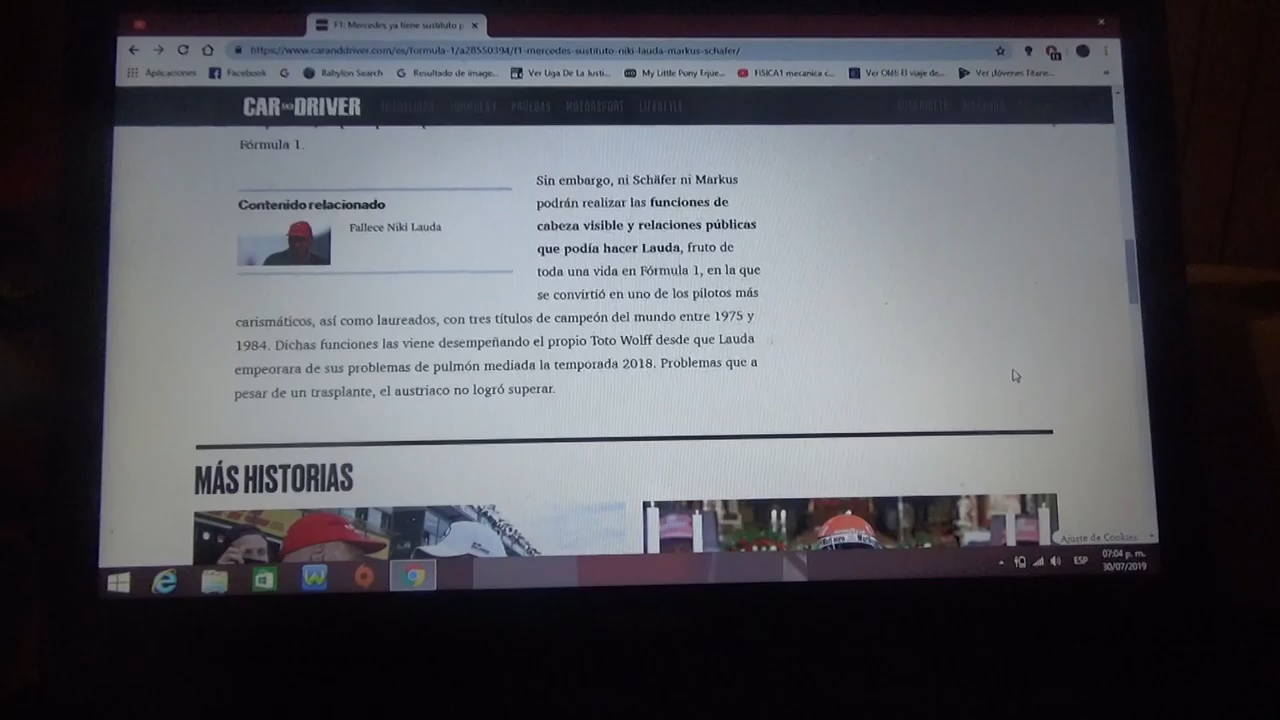 F1: Mercedes ya tiene sustituto p
https://www.caranddriver.com/es/formula-1/a28550394/f1-mercedes-sustituto-niki-lauda-markus-schafer/
Aplicaciones Facebook Babylon Search Resultado de image... Ver Liga De La Justi... My Little Pony Eque... FISICA1 mecanica c... Ver Olé! El viaje de... Ver ¡Jóvenes Titane...
CAR AND DRIVER PRUEBAS MOTORSPORT LIFESTYLE
Fórmula 1.
Contenido relacionado
Fallece Niki Lauda
Sin embargo, ni Schäfer ni Markus
podrán realizar las funciones de
cabeza visible y relaciones públicas
que podía hacer Lauda, fruto de
toda una vida en Fórmula 1, en la que
se convirtió en uno de los pilotos más
carismáticos, así como laureados, con tres títulos de campeón del mundo entre 1975 y
1984. Dichas funciones las viene desempeñando el propio Toto Wolff desde que Lauda
empeorara de sus problemas de pulmón mediada la temporada 2018. Problemas que a
pesar de un trasplante, el austriaco no logró superar.
MÁS HISTORIAS
Ajuste de Cookies
ESP
07:04 p. m.
30/07/2019